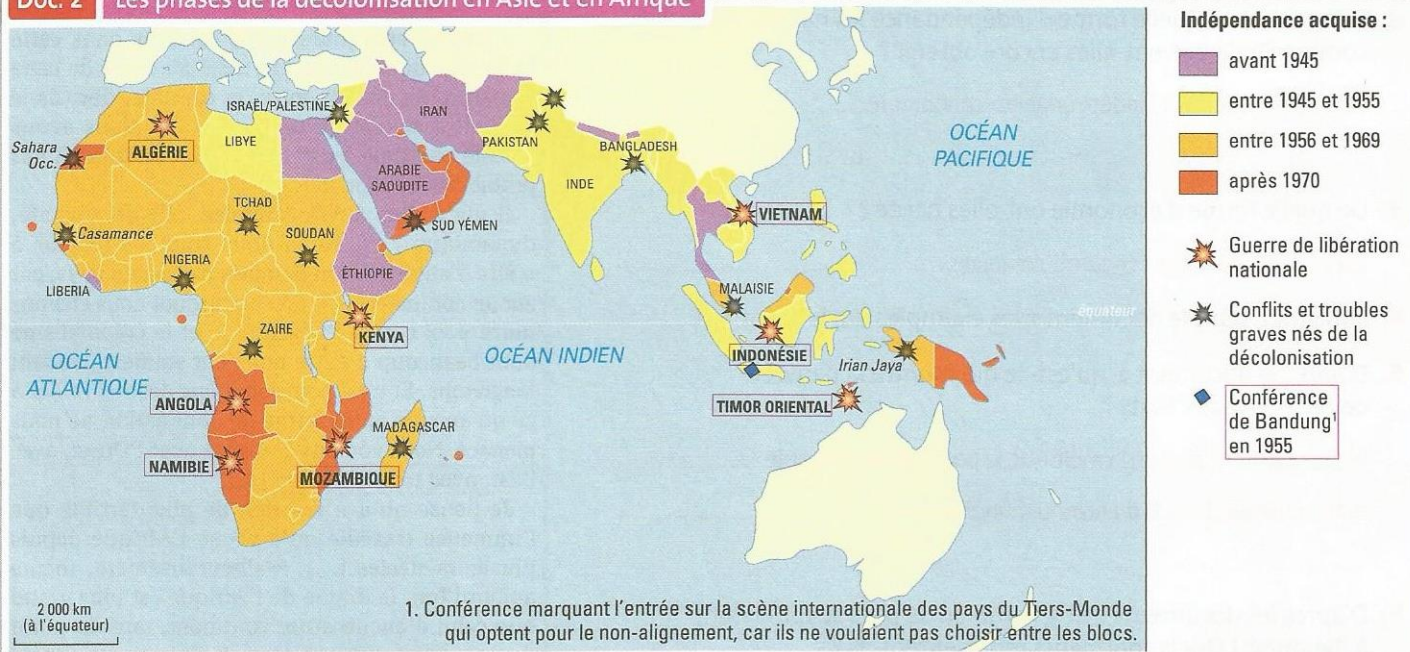 Doc. 2 Les phases de la décolonisation en Asie et en Afrique
Indépendance acquise :
avant 1945
entre 1945 et 1955
entre 1956 et 1969
après 1970
Guerre de libération
nationale
Conflits et troubles
graves nés de la
décolonisation
Conférence
de Bandung¹
en 1955
ISRAËL/PALESTINE
IRAN
LIBYE
PAKISTAN
BANGLADESH
OCÉAN
PACIFIQUE
Sahara
Occ.
ALGÉRIE
ARABIE
SAOUDITE
INDE
TCHAD
VIETNAM
Casamance
SOUDAN
SUD YÉMEN
NIGERIA
ÉTHIOPIE
LIBERIA
MALAISIE
équateur
ZAIRE
KENYA
OCÉAN INDIEN
INDONÉSIE
Irian Jaya
OCÉAN
ATLANTIQUE
ANGOLA
TIMOR ORIENTAL
MADAGASCAR
NAMIBIE
MOZAMBIQUE
2 000 km
(à l'équateur)
1. Conférence marquant l'entrée sur la scène internationale des pays du Tiers-Monde
qui optent pour le non-alignement, car ils ne voulaient pas choisir entre les blocs.